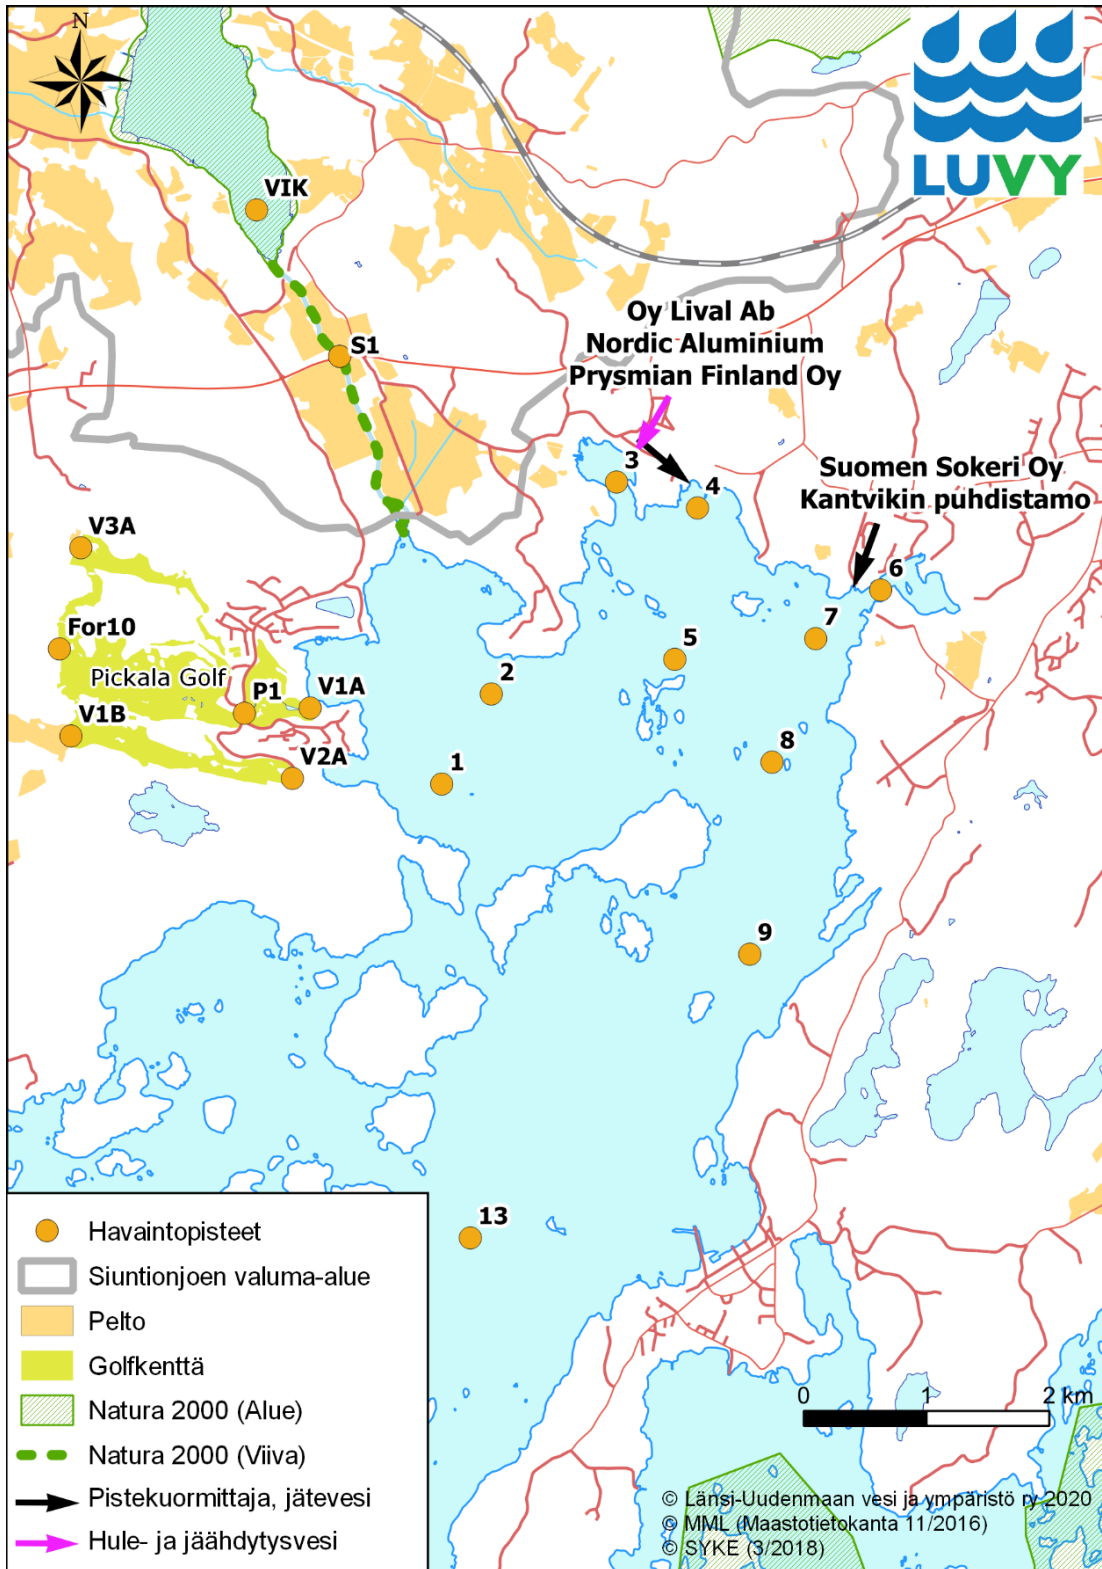 N
LUVY
VIK
S1
Oy Lival Ab
Nordic Aluminium
Prysmian Finland Oy
3
4
Suomen Sokeri Oy
Kantvikin puhdistamo
6
V3A
7
For10
5
Pickala Golf
2
P1
V1A
V1B
8
V2A
1
9
13
Havaintopisteet
Siuntionjoen valuma-alue
Pelto
Golfkenttä
Natura 2000 (Alue)
Natura 2000 (Viiva)
Pistekuormittaja, jätevesi
Hule- ja jäähdytysvesi
0 1 2 km
© Länsi-Uudenmaan vesi ja ympäristö ry 2020
© MML (Maastotietokanta 11/2016)
© SYKE (3/2018)